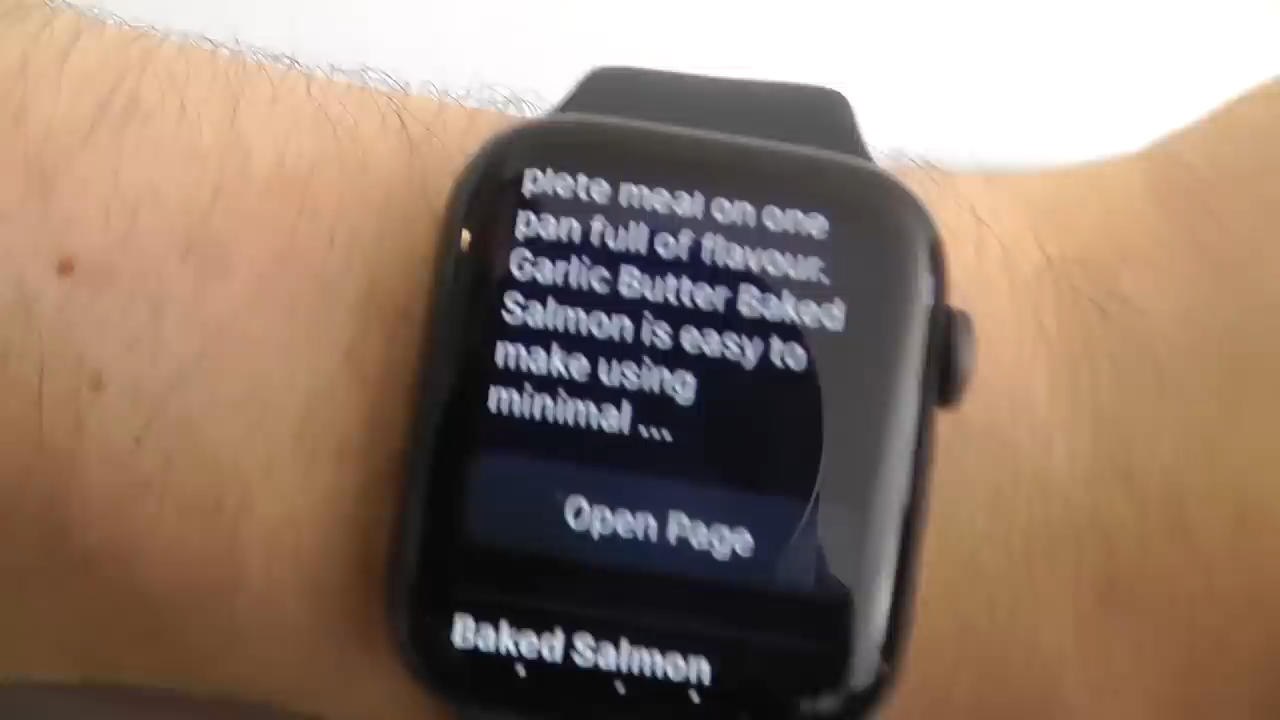 plete meal on one
pan full of flavour.
Garlic Butter Baked
Salmon is easy to
make using
minimal ...
Open Page
Baked Salmon